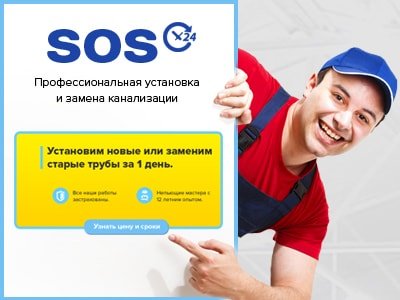 SOS
24
Профессиональная установка
и замена канализации
Установим новые или заменим
старые трубы за 1 день.
Все наши работы
застрахованы.
Непьющие мастера с
12 летним опытом.
Узнать цену и сроки